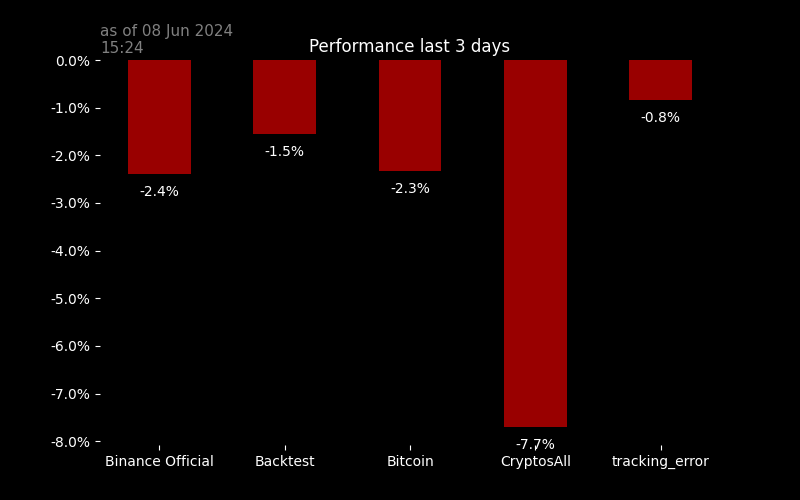 as of 08 Jun 2024
15:24
Performance last 3 days
0.0%
-1.0%
-2.0%
-3.0%
-4.0%
-5.0%
-6.0%
-7.0%
-8.0%
-2.4%
-1.5%
-2.3%
-7.7%
-0.8%
Binance Official
Backtest
Bitcoin
CryptosAll
tracking_error